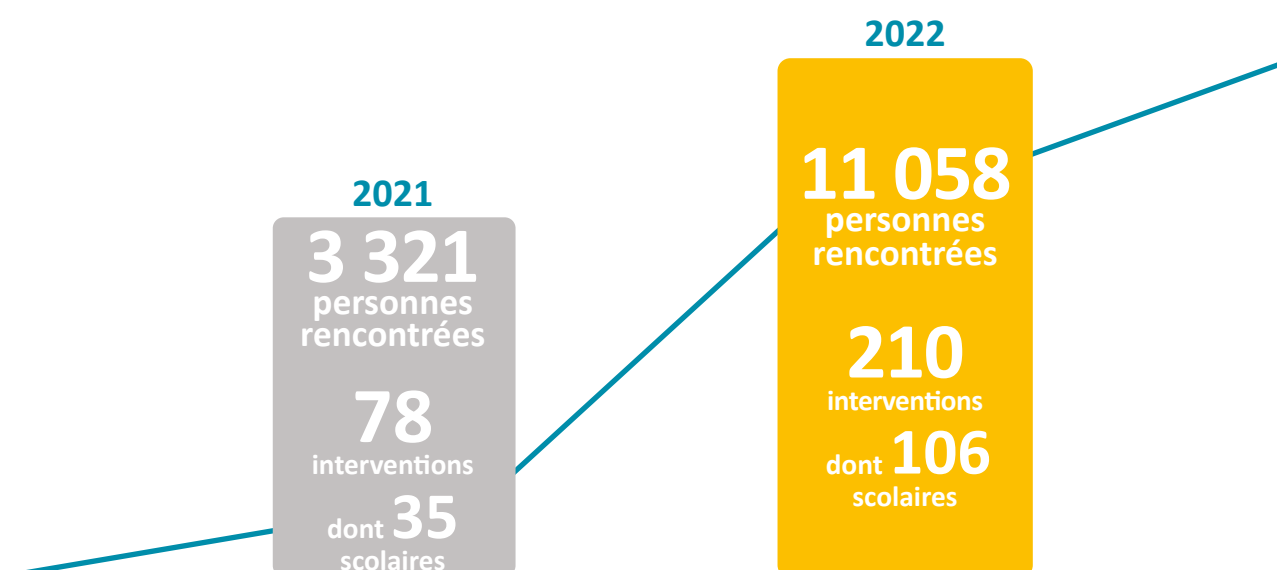 2021
3 321
personnes
rencontrées
78
interventions
dont 35
scolaires
2022
11 058
personnes
rencontrées
210
interventions
dont 106
scolaires